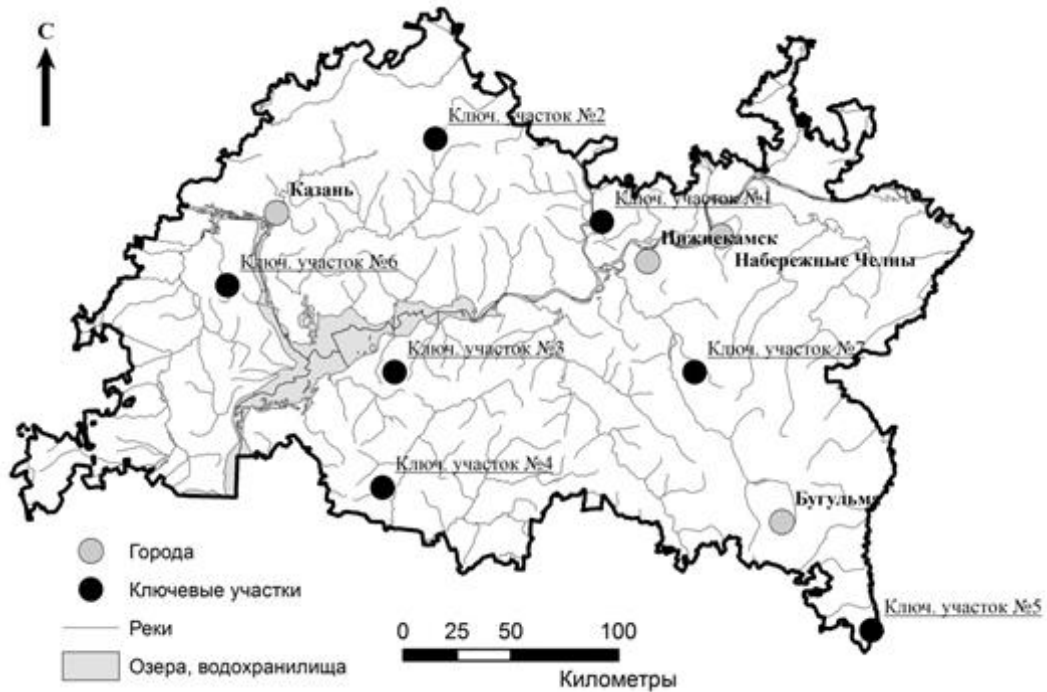 С
Ключ. участок №2
Казань
Ключ. участок №1
Нижнекамск
Набережные Челны
Ключ. участок №6
Ключ. участок №3
Ключ. участок №7
Ключ. участок №4
Бугульма
Города
Ключевые участки
Реки
Озера, водохранилища
0 25 50 100
Километры
Ключ. участок №5